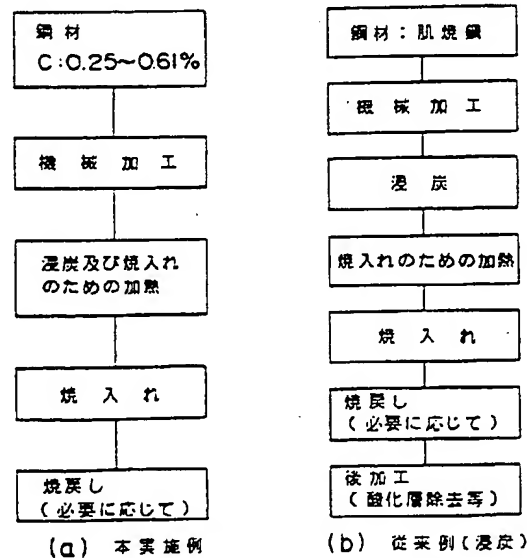 鋼材
C:0.25~0.61%
機械加工
浸炭及び焼入れ
のための加熱
焼入れ
焼戻し
(必要に応じて)
(a) 本実施例
鋼材:肌焼鋼
機械加工
浸炭
焼入れのための加熱
焼入れ
焼戻し
(必要に応じて)
後加工
(酸化層除去等)
(b) 従来例(浸炭)